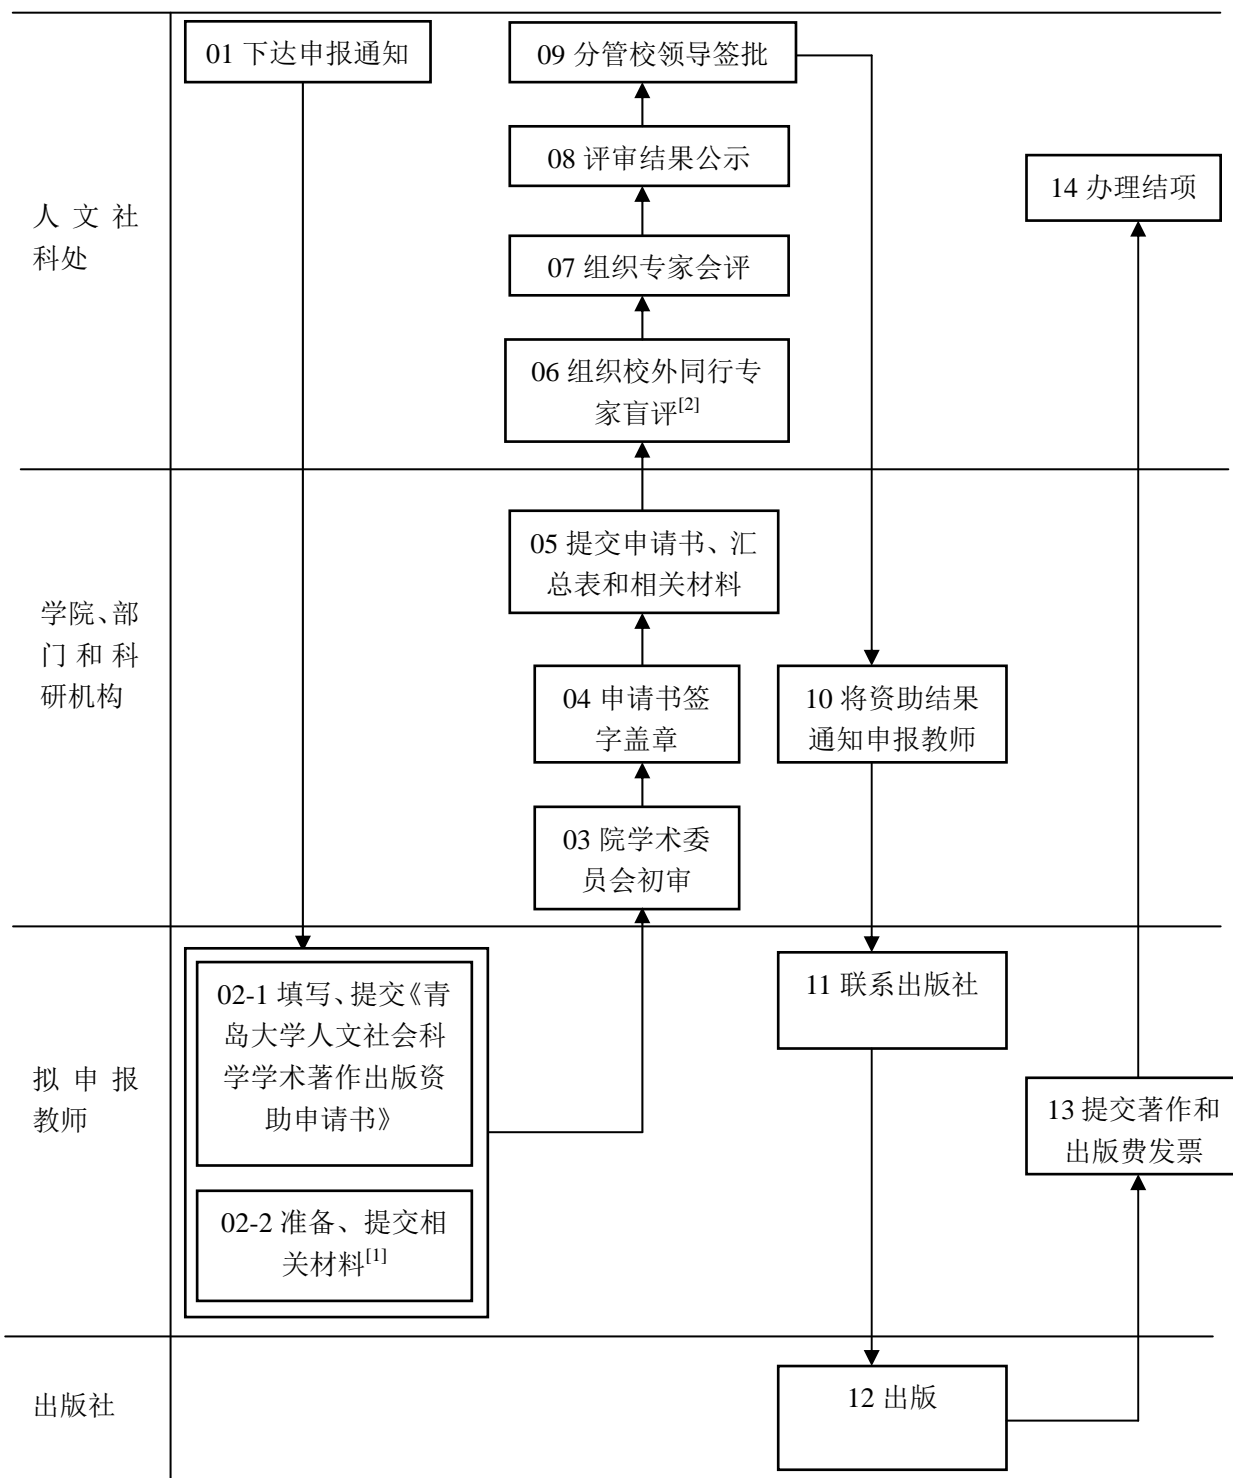 人文社
科处
01 下达申报通知
09 分管校领导签批
08 评审结果公示
07 组织专家会评
06 组织校外同行专
家盲评[2]
14 办理结项
学院、部
门和科
研机构
05 提交申请书、汇
总表和相关材料
04 申请书签
字盖章
03 院学术委
员会初审
10 将资助结果
通知申报教师
拟申报
教师
02-1 填写、提交《青
岛大学人文社会科
学学术著作出版资
助申请书》
02-2 准备、提交相
关材料[1]
11 联系出版社
13 提交著作和
出版费发票
出版社
12 出版